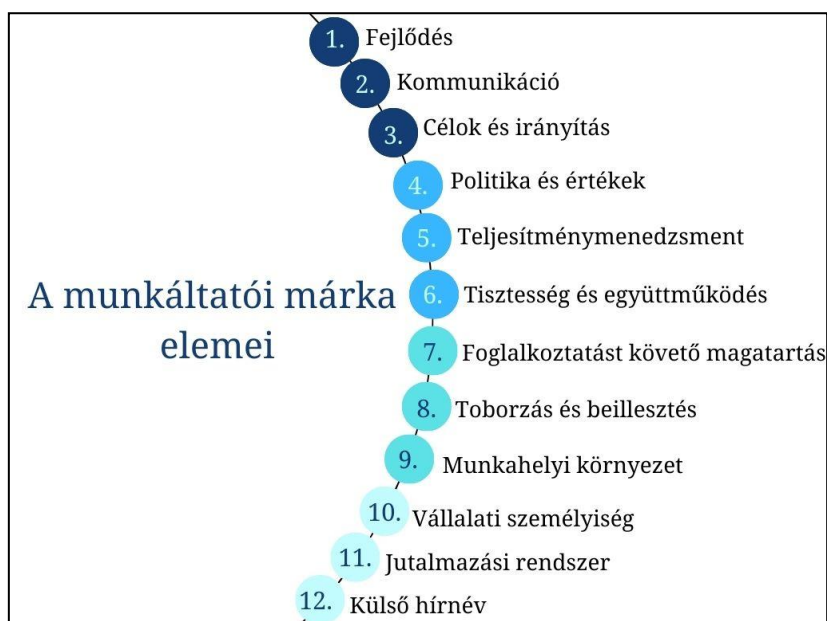 1. Fejlődés
2. Kommunikáció
3. Célok és irányítás
4. Politika és értékek
5. Teljesítménymenedzsment
A munkáltatói márka
elemei
6. Tisztesség és együttműködés
7. Foglalkoztatást követő magatartás
8. Toborzás és beillesztés
9. Munkahelyi környezet
10. Vállalati személyiség
11. Jutalmazási rendszer
12. Külső hírnév